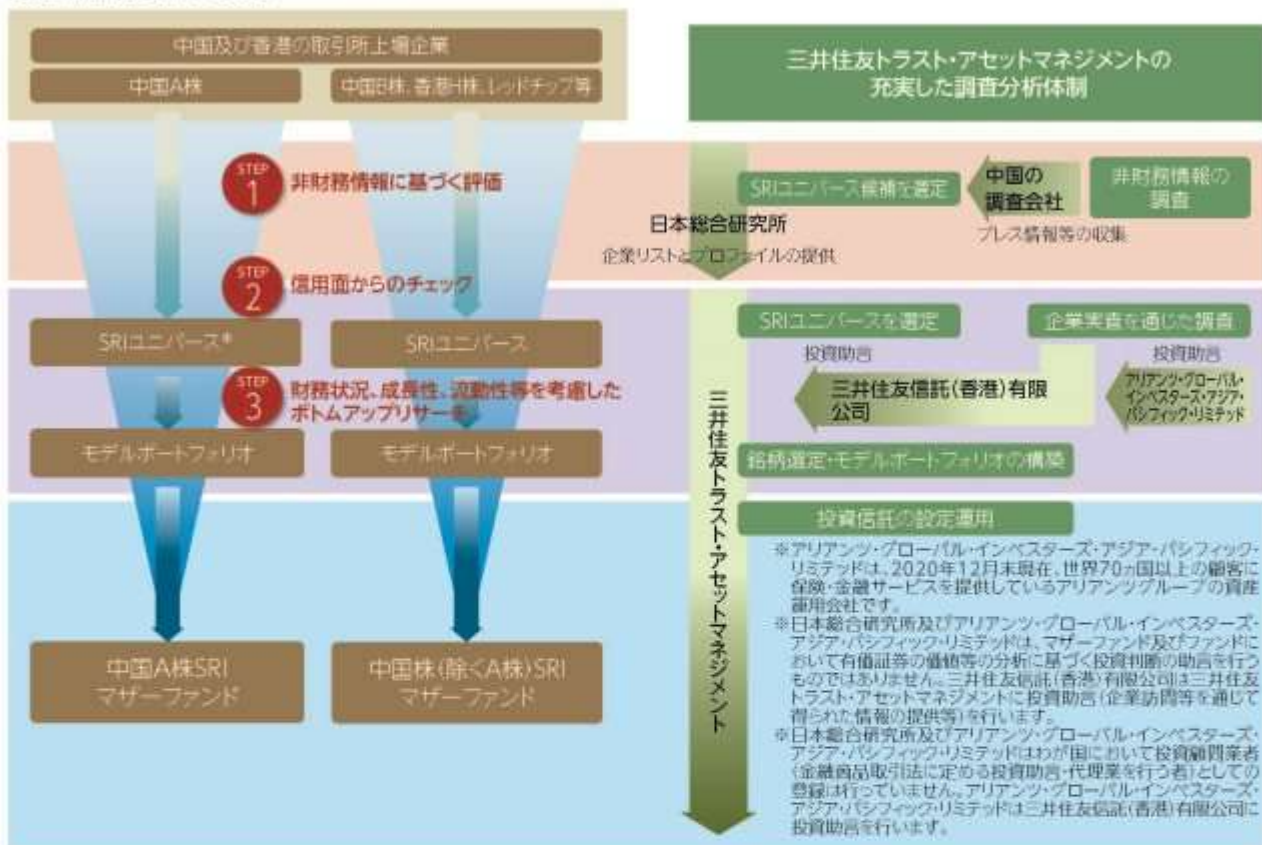 中国及び香港の取引所上場企業
中国A株
中国B株、香港H株、レッドチップ等
三井住友トラスト・アセットマネジメントの
充実した調査分析体制
STEP
1
非財務情報に基づく評価
SRIユニバース候補を選定
中国の
調査会社
非財務情報の
調査
プレス情報等の収集
日本総合研究所
企業リストとプロファイルの提供
STEP
2
信用面からのチェック
SRIユニバース*
SRIユニバース
SRIユニバースを選定
企業実査を通じた調査
投資助言
投資助言
三井住友信託(香港)有限
公司
アリアンツ・グローバル・
インベスターズ・アジア・
パシフィック・リミテッド
STEP
3
財務状況、成長性、流動性等を考慮した
ボトムアップリサーチ
モデルポートフォリオ
モデルポートフォリオ
銘柄選定・モデルポートフォリオの構築
三井住友トラスト・アセットマネジメント
投資信託の設定運用
※アリアンツ・グローバル・インベスターズ・アジア・パシフィック・
リミテッドは、2020年12月末現在、世界70ヵ国以上の顧客に
保険・金融サービスを提供しているアリアンツグループの資産
運用会社です。
※日本総合研究所及びアリアンツ・グローバル・インベスターズ・
アジア・パシフィック・リミテッドは、マザーファンド及びファンドに
おいて有価証券の価値等の分析に基づく投資判断の助言を行う
ものではありません。三井住友信託(香港)有限公司は三井住友
トラスト・アセットマネジメントに投資助言(企業訪問等を通じて
得られた情報の提供等)を行います。
※日本総合研究所及びアリアンツ・グローバル・インベスターズ・
アジア・パシフィック・リミテッドはわが国において投資顧問業者
(金融商品取引法に定める投資助言・代理業を行う者)としての
登録は行っていません。アリアンツ・グローバル・インベスターズ・
アジア・パシフィック・リミテッドは三井住友信託(香港)有限公司に
投資助言を行います。
中国A株SRI
マザーファンド
中国株(除くA株)SRI
マザーファンド